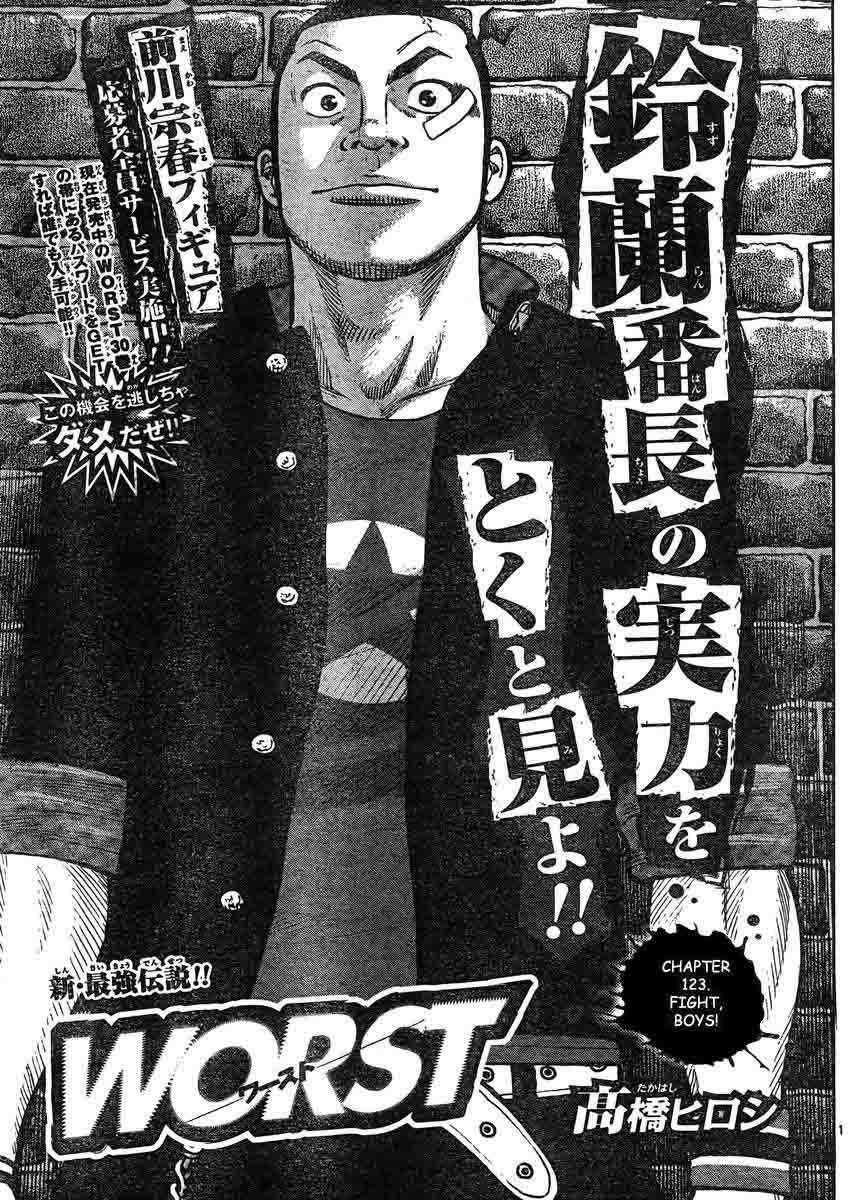 鈴蘭番長の実力を
とくと見よ!!
前川宗春フィギュア
応募者全員サービス実施中!!
現在発売中のWORST30巻
の帯にあるパスワードをGET
すれば誰でも入手可能!!
この機会を逃しちゃ
ダメだぜ!!
新・最強伝説!!
WORST
ワースト
CHAPTER
123.
FIGHT,
BOYS!
たかはし
髙橋ヒロシ
1